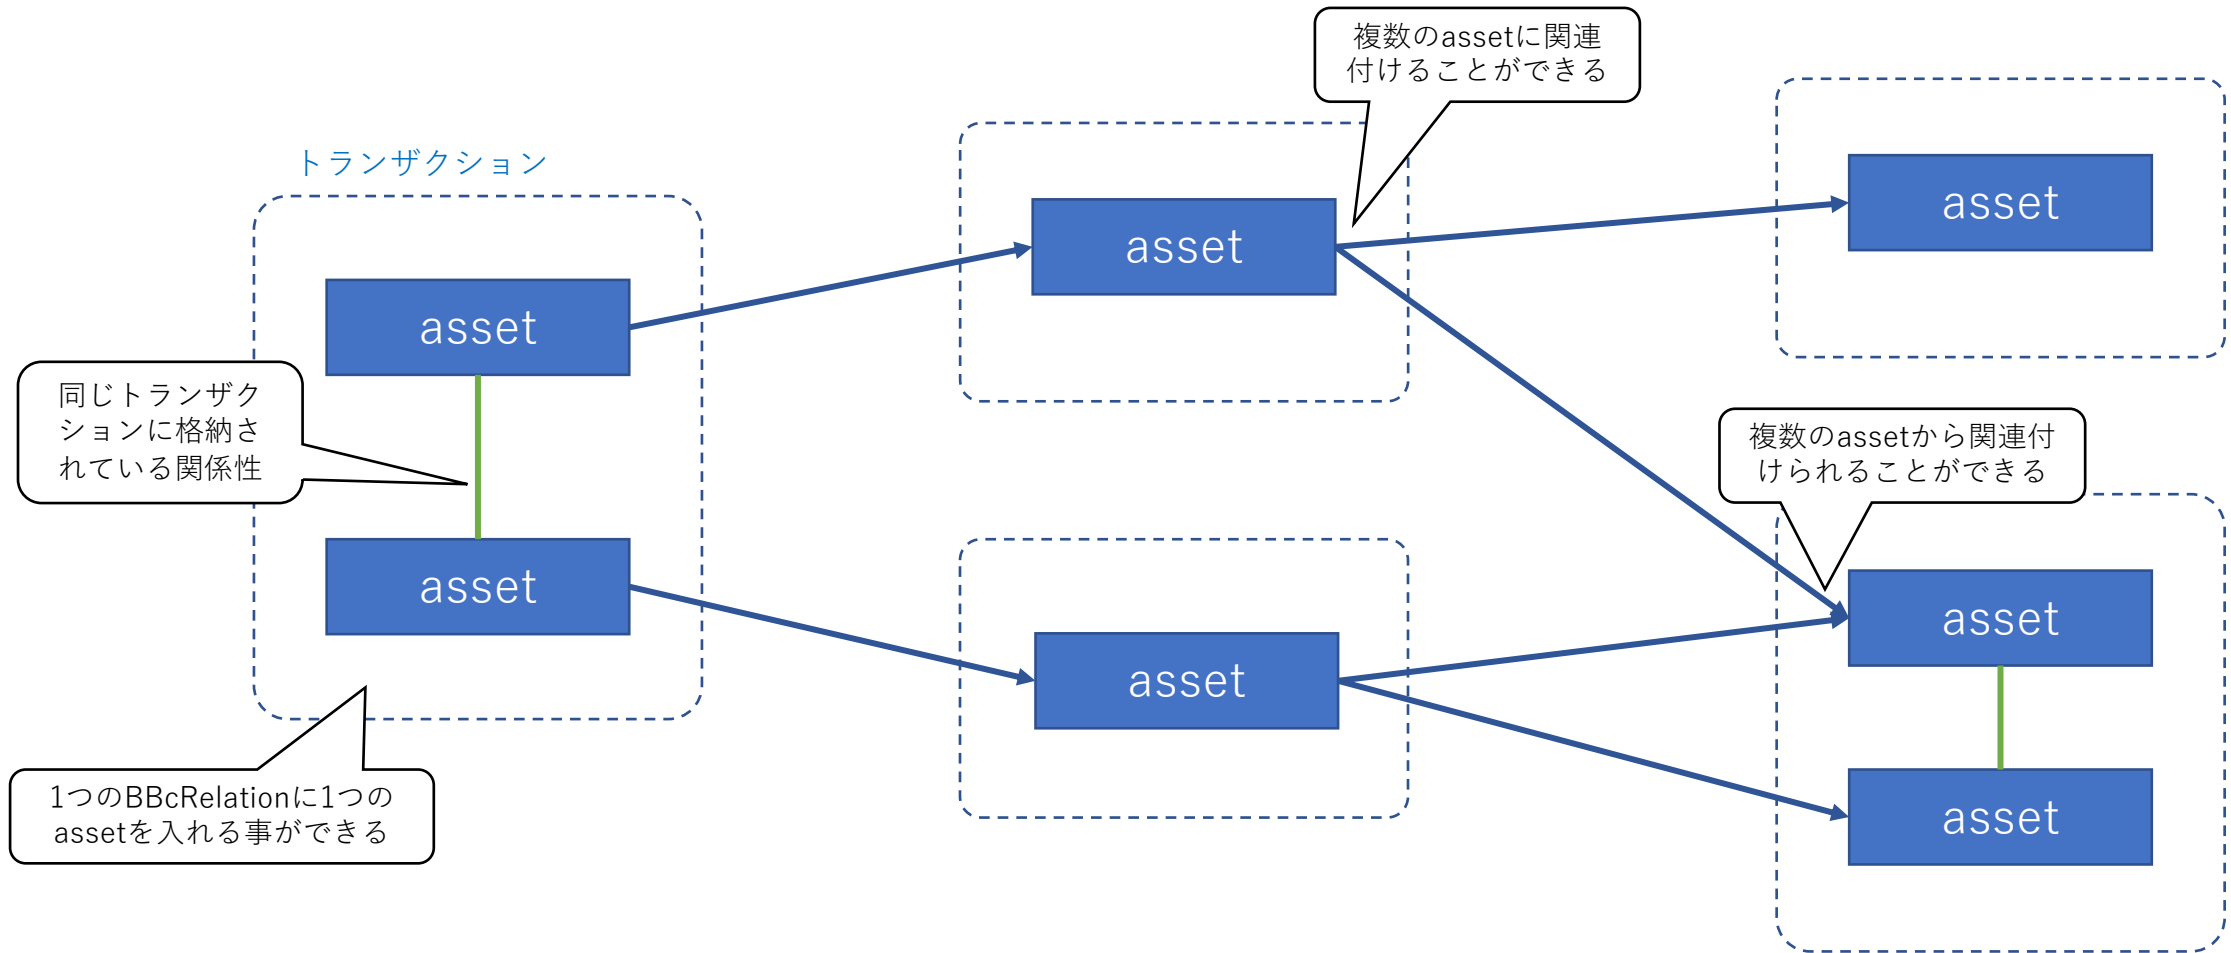 複数のassetに関連
付けることができる
トランザクション
asset
asset
asset
同じトランザク
ションに格納さ
れている関係性
複数のassetから関連付
けられることができる
asset
asset
asset
1つのBBcRelationに1つの
assetを入れる事ができる
asset